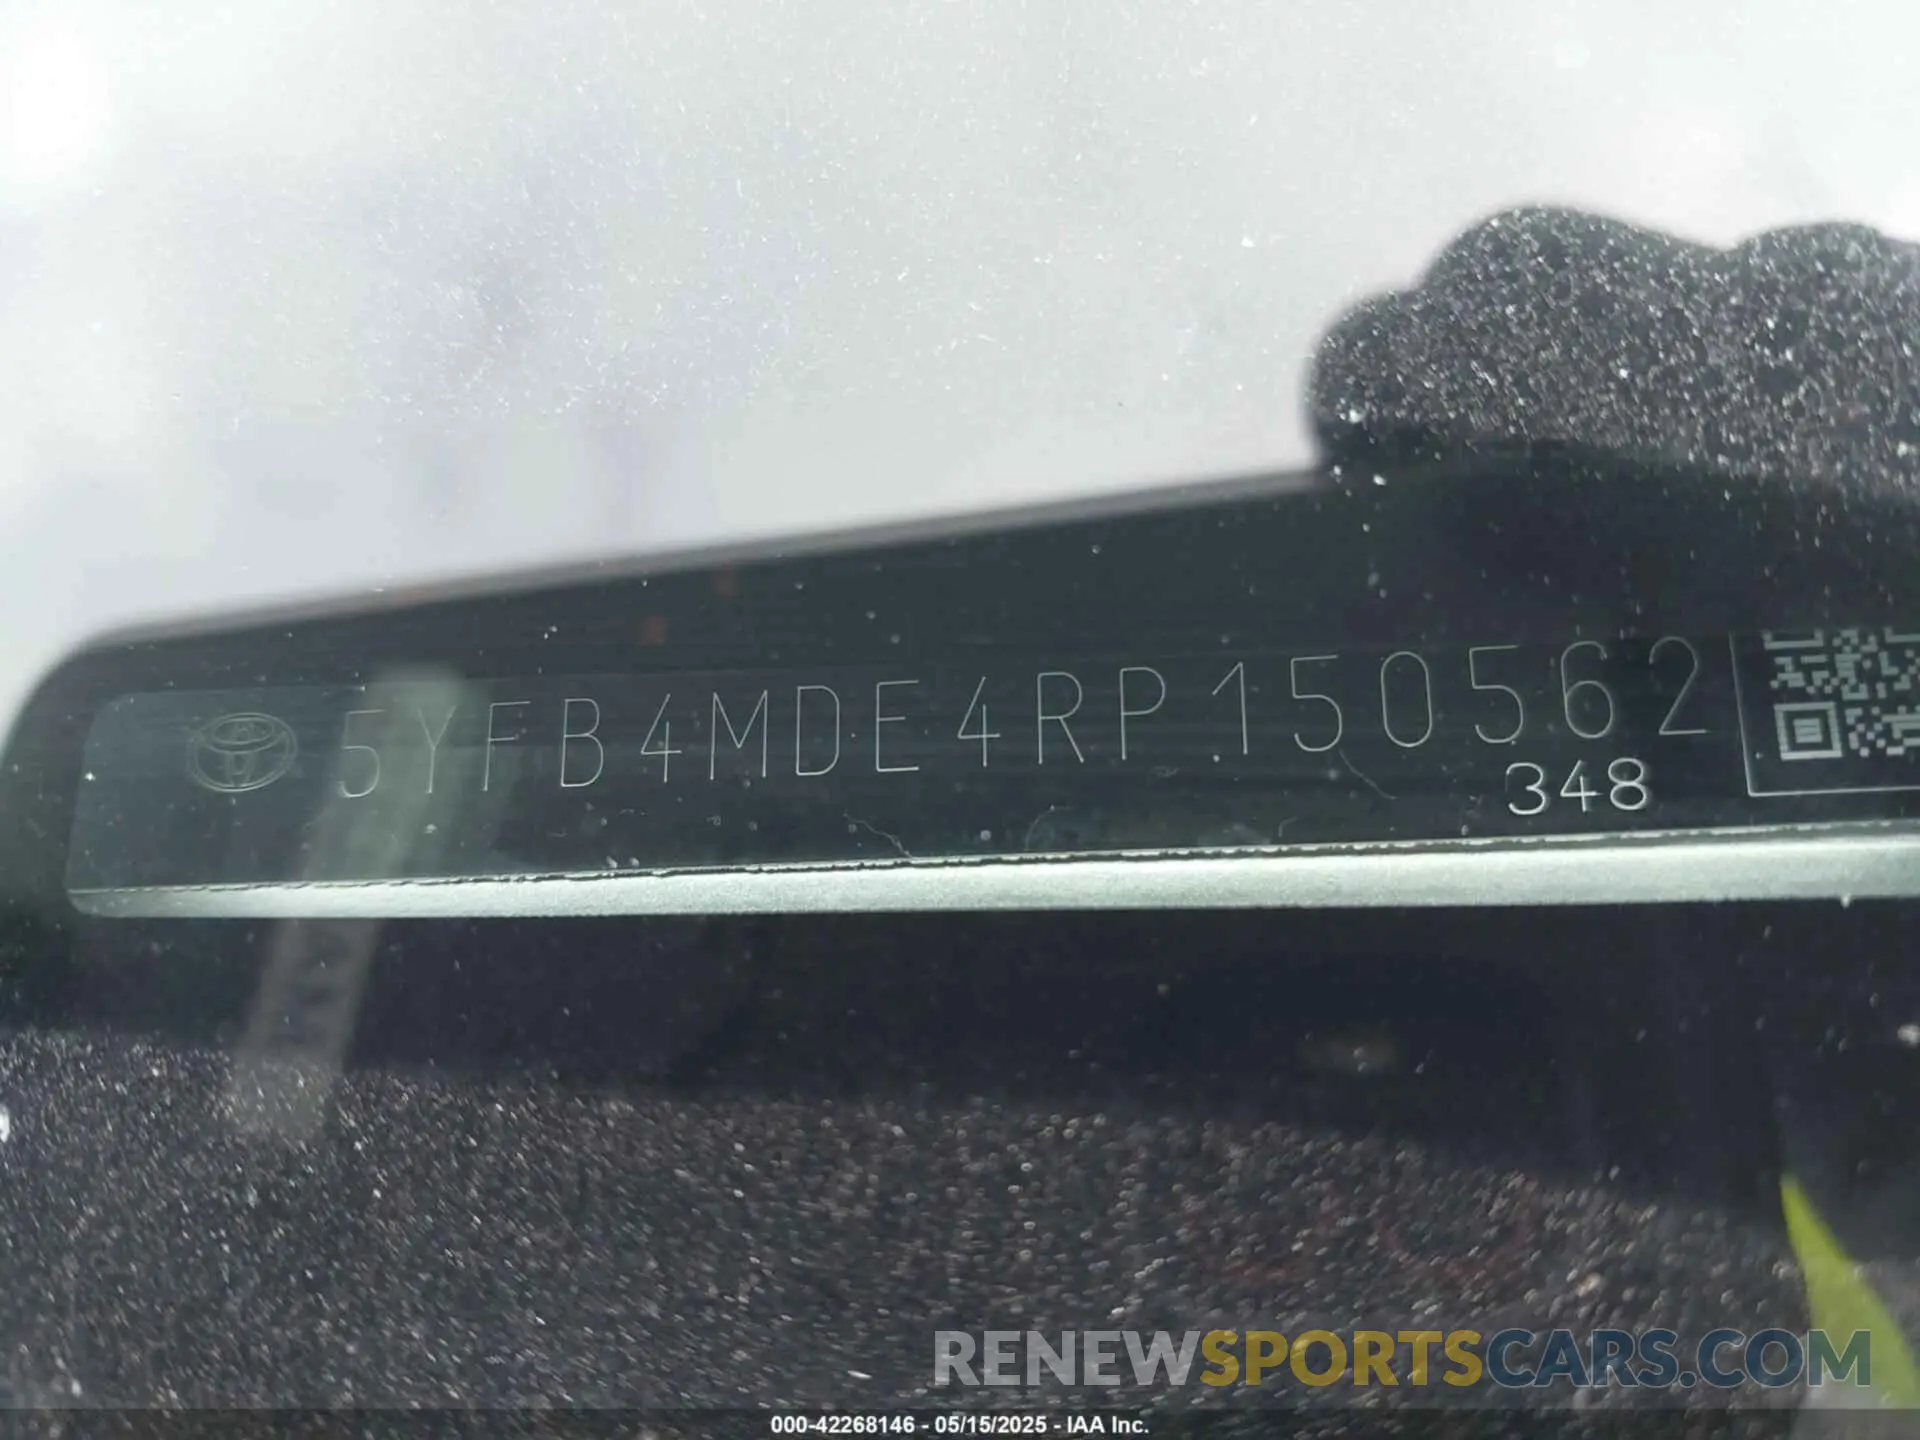 5YFB4MDE4RP150562
348
RENEWSPORTSCARS.COM
000-42268146 - 05/15/2025 - IAA Inc.